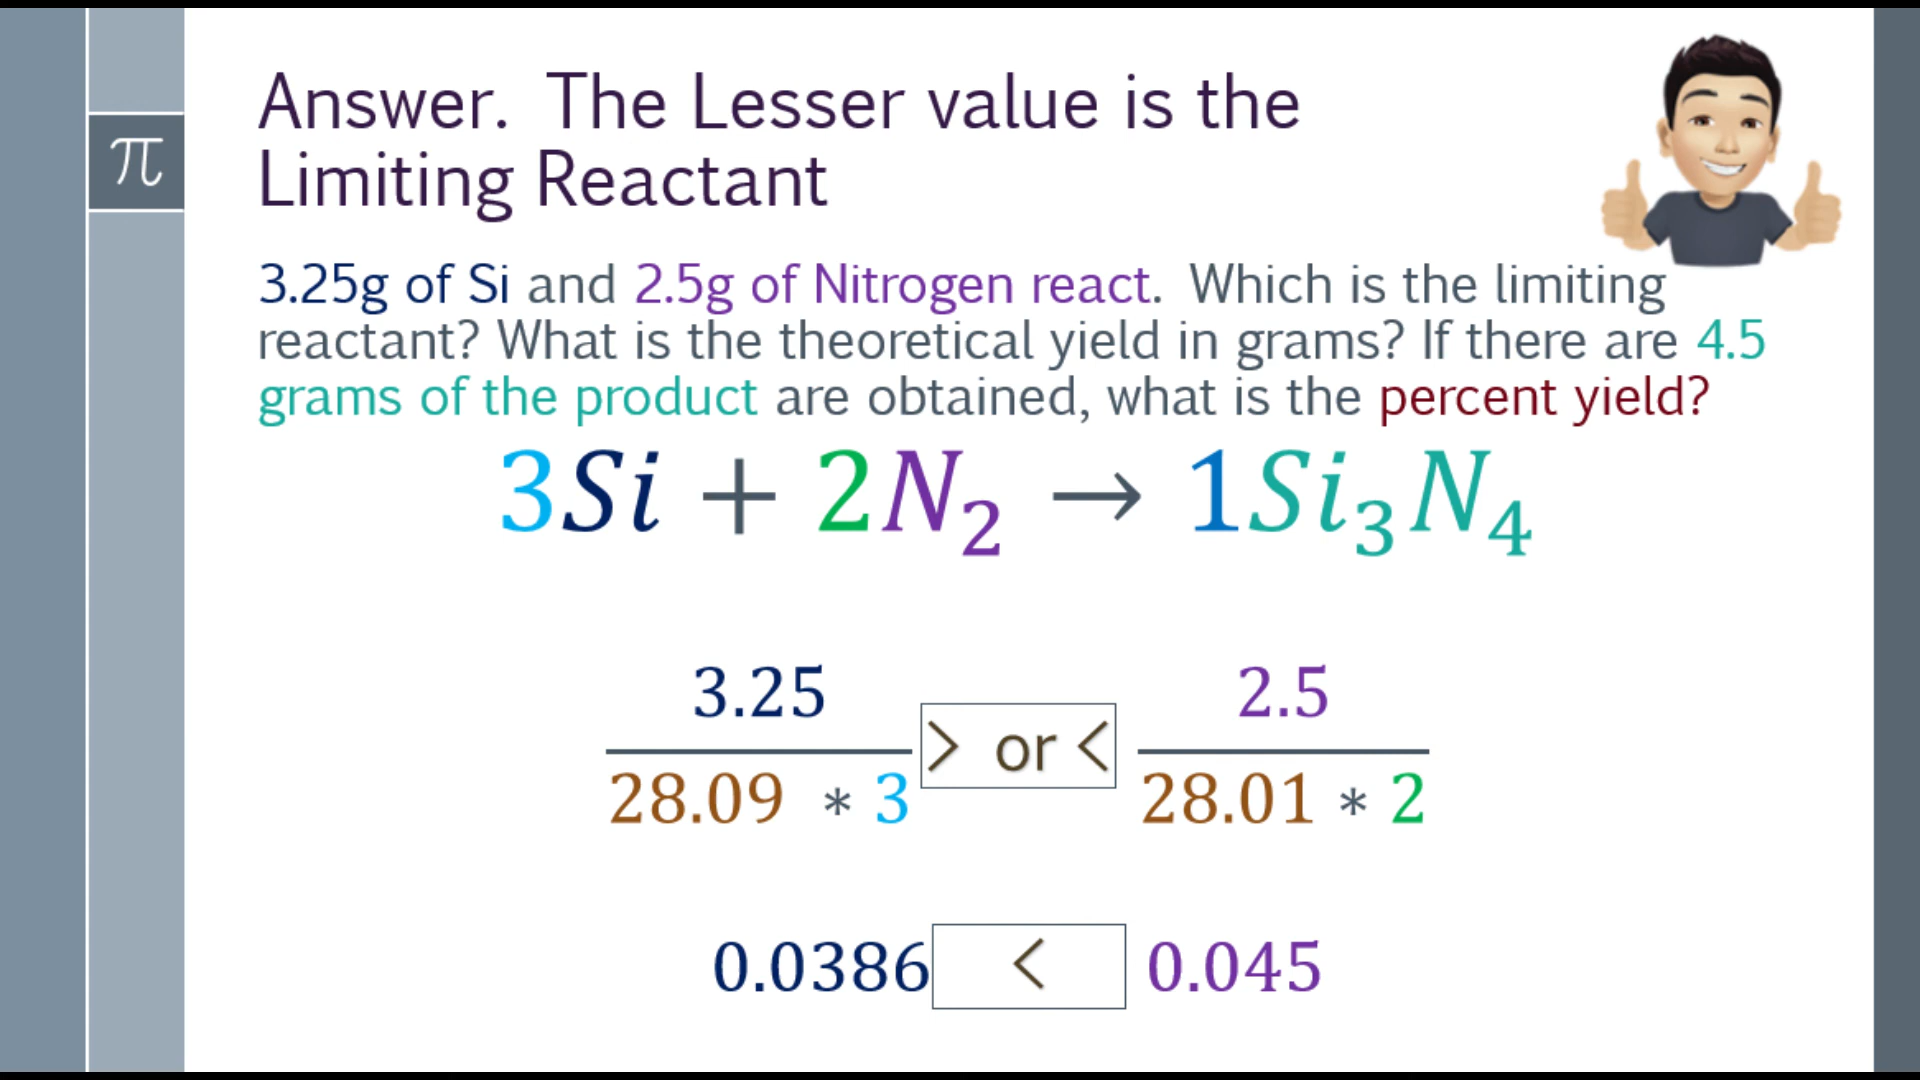 π
Answer. The Lesser value is the
Limiting Reactant
3.25g of Si and 2.5g of Nitrogen react. Which is the limiting
reactant? What is the theoretical yield in grams? If there are 4.5
grams of the product are obtained, what is the percent yield?
3Si + 2N₂ → 1Si₃N₄
3.25 2.5
> or <
28.09 * 3 28.01 * 2
0.0386 < 0.045